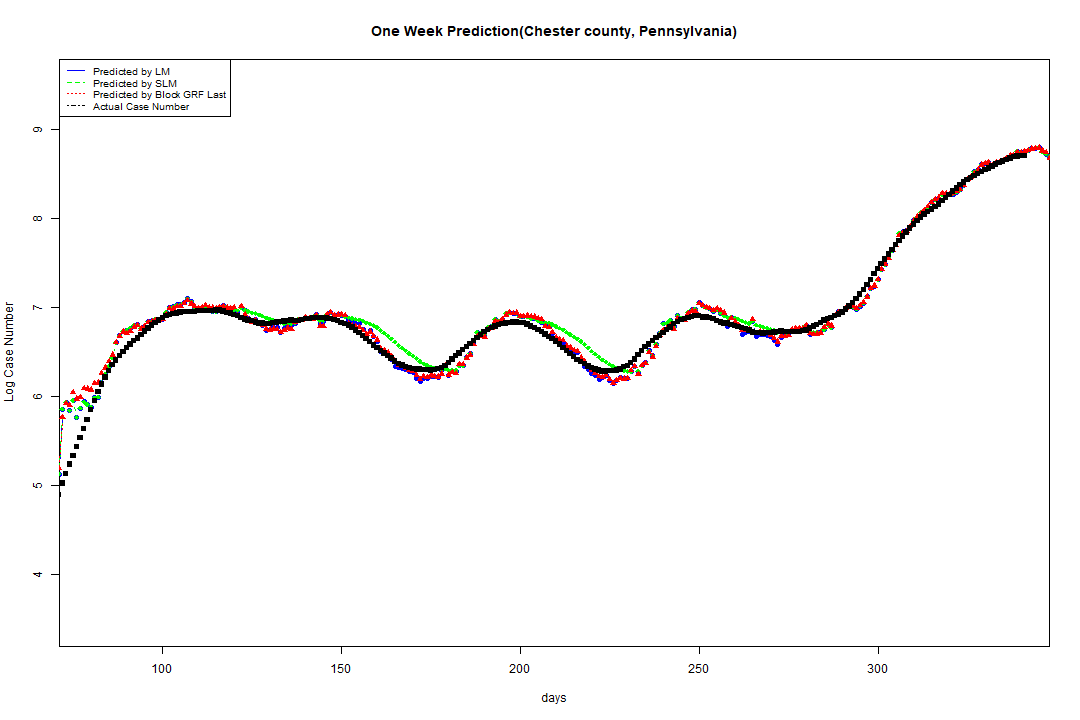 One Week Prediction(Chester county, Pennsylvania)
Predicted by LM
Predicted by SLM
Predicted by Block GRF Last
Actual Case Number
Log Case Number
9
8
7
6
5
4
100 150 200 250 300
days